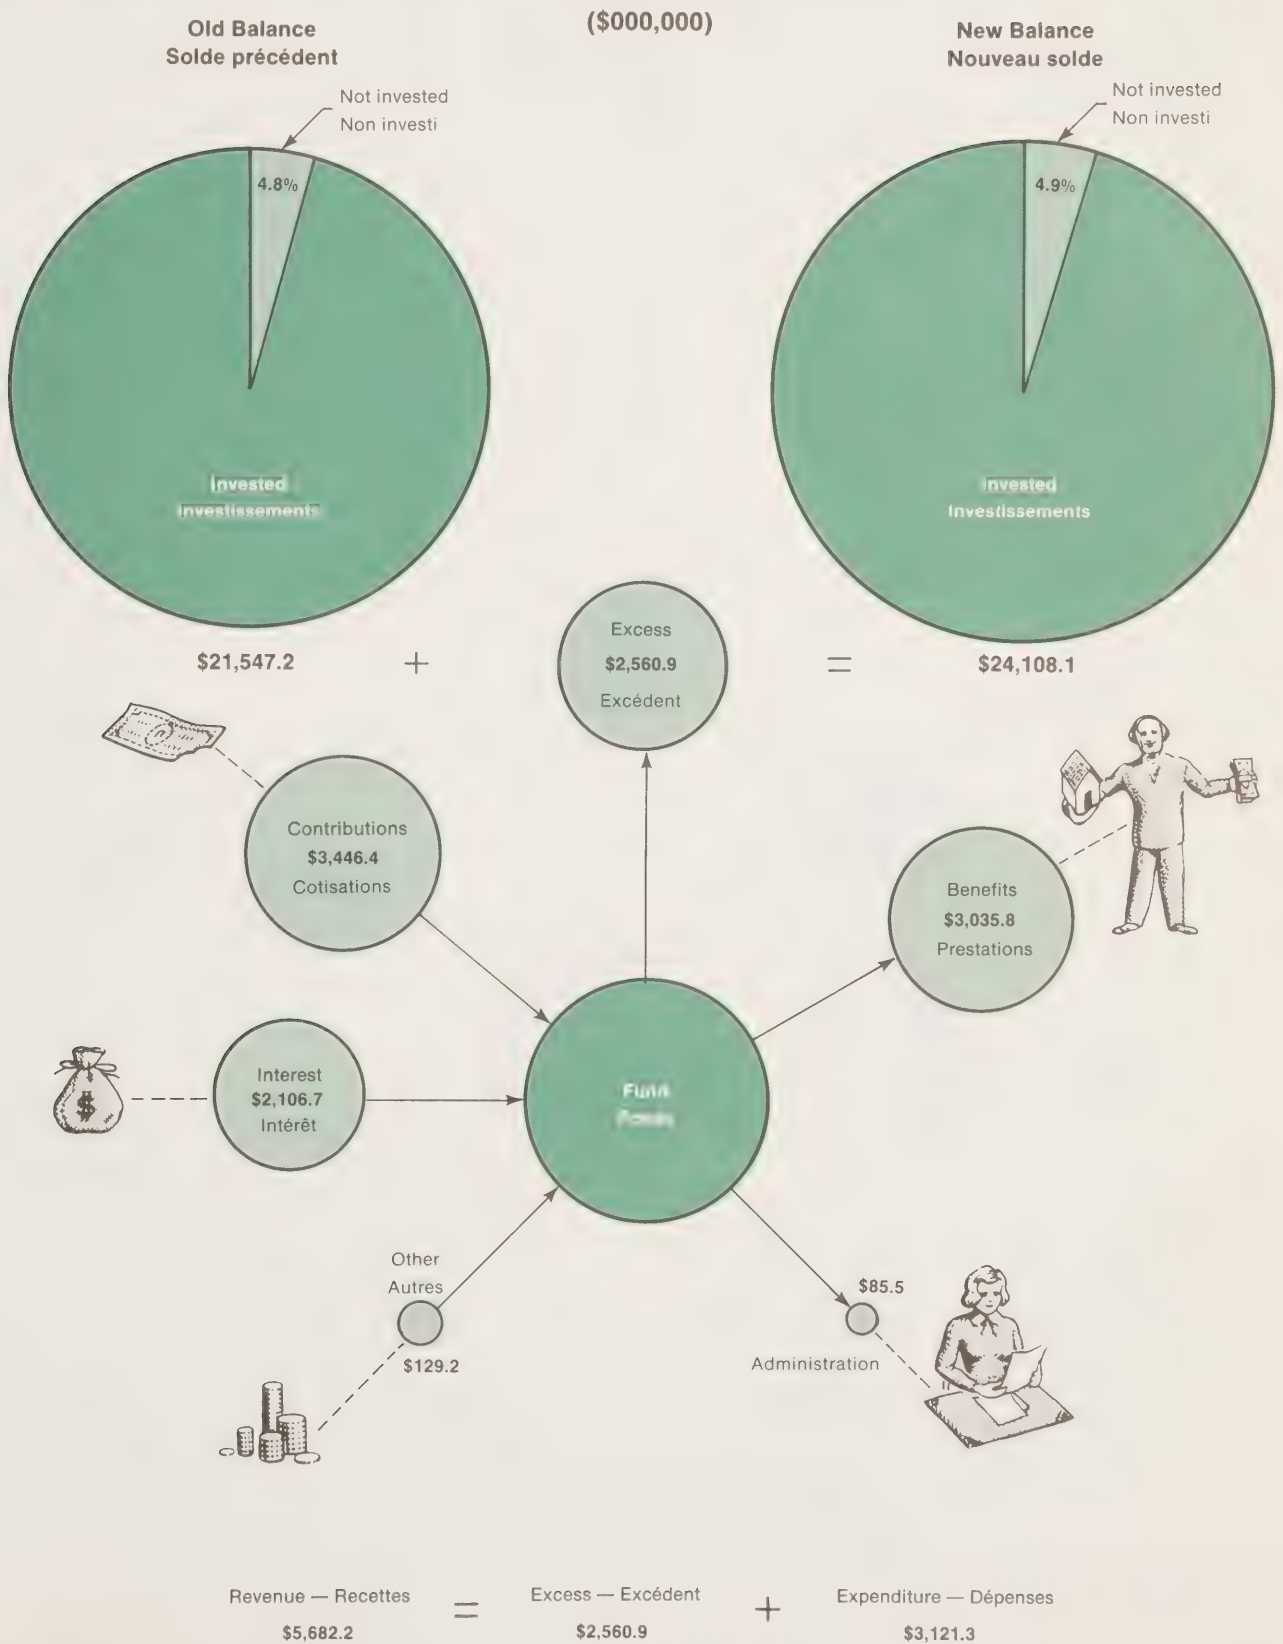 ($000,000)
Old Balance
Solde précédent
Not invested
Non investi
4.8%
Invested
Investissements
$21,547.2
+
Excess
$2,560.9
Excédent
=
New Balance
Nouveau solde
Not invested
Non investi
4.9%
Invested
Investissements
$24,108.1
Contributions
$3,446.4
Cotisations
Benefits
$3,035.8
Prestations
Interest
$2,106.7
Intérêt
$
Fund
Other
Autres
$129.2
$85.5
Administration
Revenue — Recettes = Excess — Excédent + Expenditure — Dépenses
$5,682.2 $2,560.9 $3,121.3